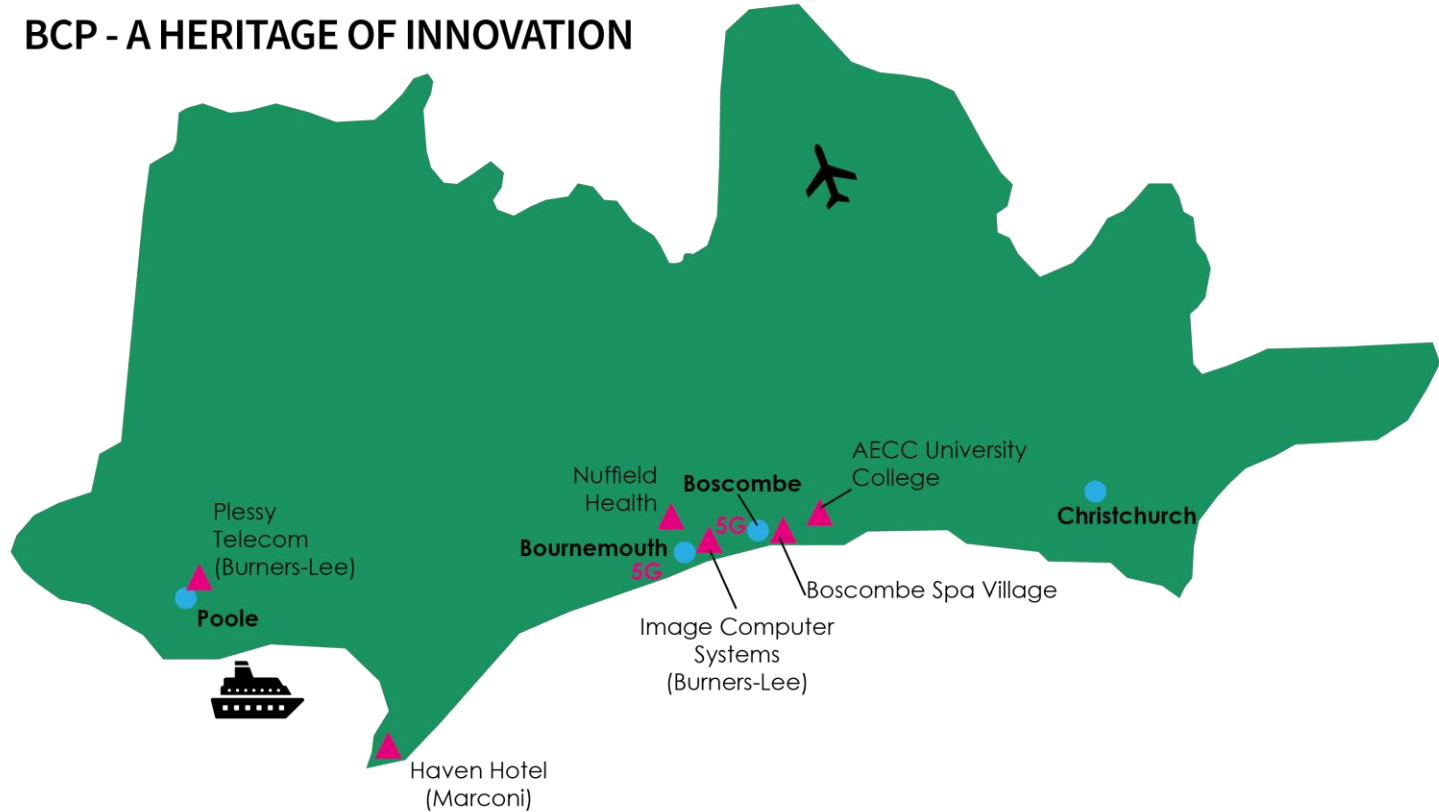 BCP - A HERITAGE OF INNOVATION
Nuffield
Health
Boscombe
AECC University
College
Plessy
Telecom
(Burners-Lee)
5G
Bournemouth
5G
Christchurch
Poole
Boscombe Spa Village
Image Computer
Systems
(Burners-Lee)
Haven Hotel
(Marconi)